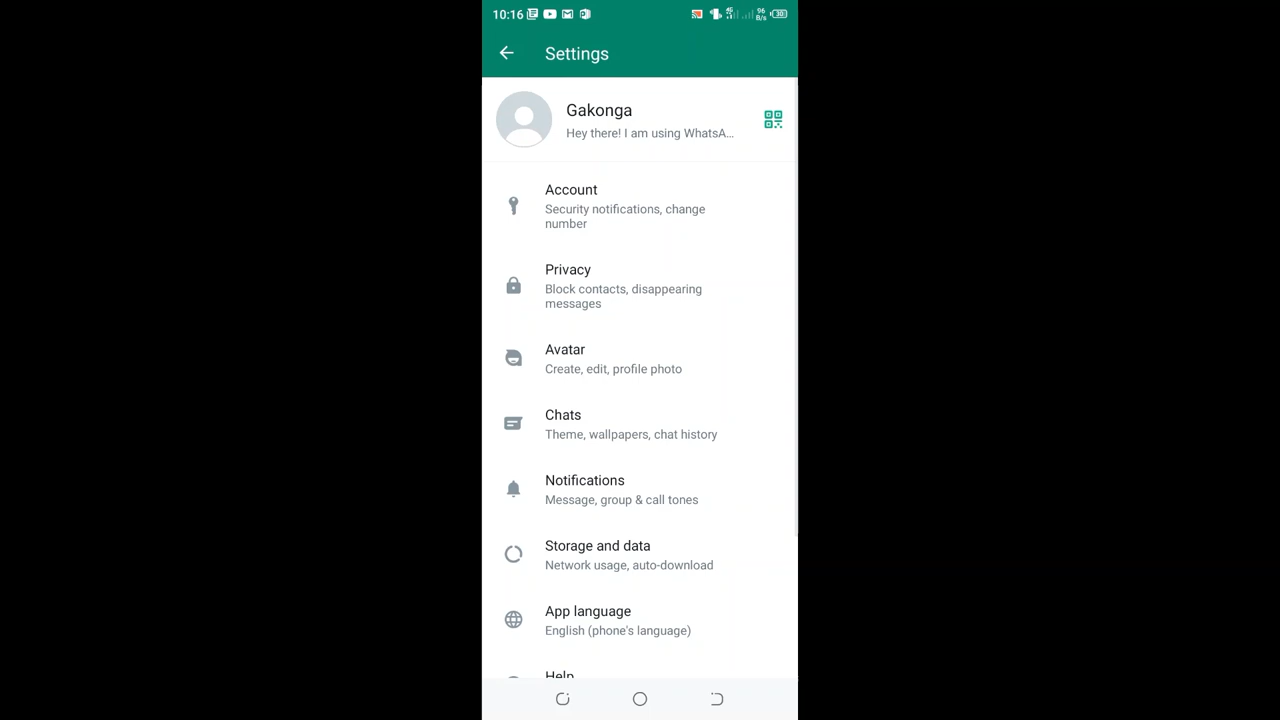 10:16
96
B/s
30
Settings
Gakonga
Hey there! I am using WhatsA...
Account
Security notifications, change
number
Privacy
Block contacts, disappearing
messages
Avatar
Create, edit, profile photo
Chats
Theme, wallpapers, chat history
Notifications
Message, group & call tones
Storage and data
Network usage, auto-download
App language
English (phone's language)
Help